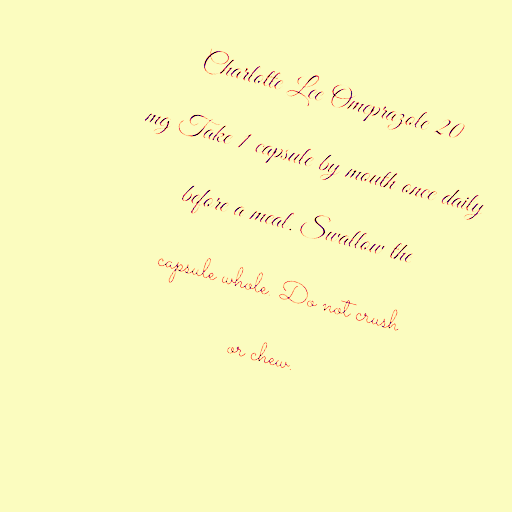 Charlotte Lee Omeprazole 20
mg Take 1 capsule by mouth once daily
before a meal. Swallow the
capsule whole. Do not crush
or chew.